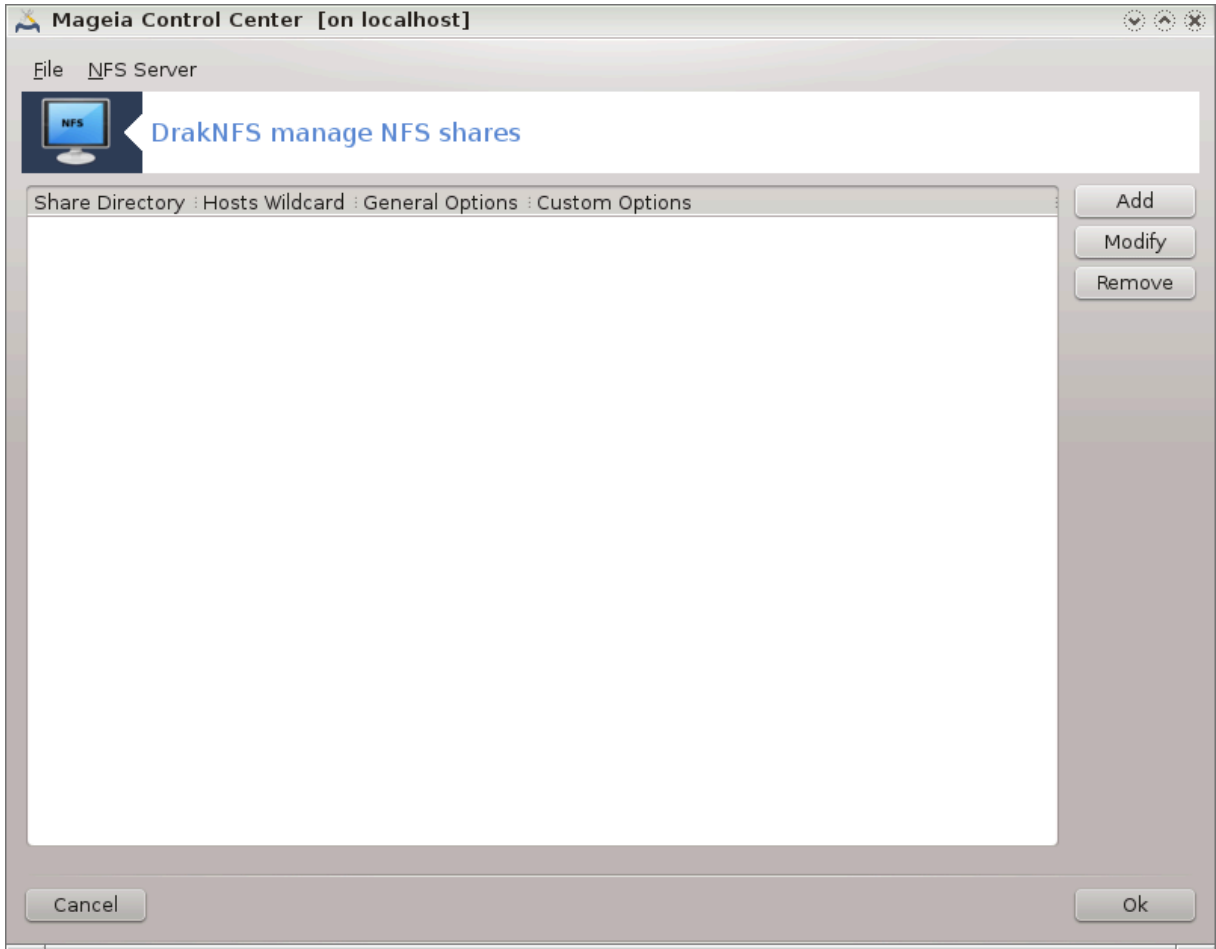 Mageia Control Center [on localhost]
File NFS Server
NFS
DrakNFS manage NFS shares
Share Directory Hosts Wildcard General Options Custom Options
Add
Modify
Remove
Cancel Ok